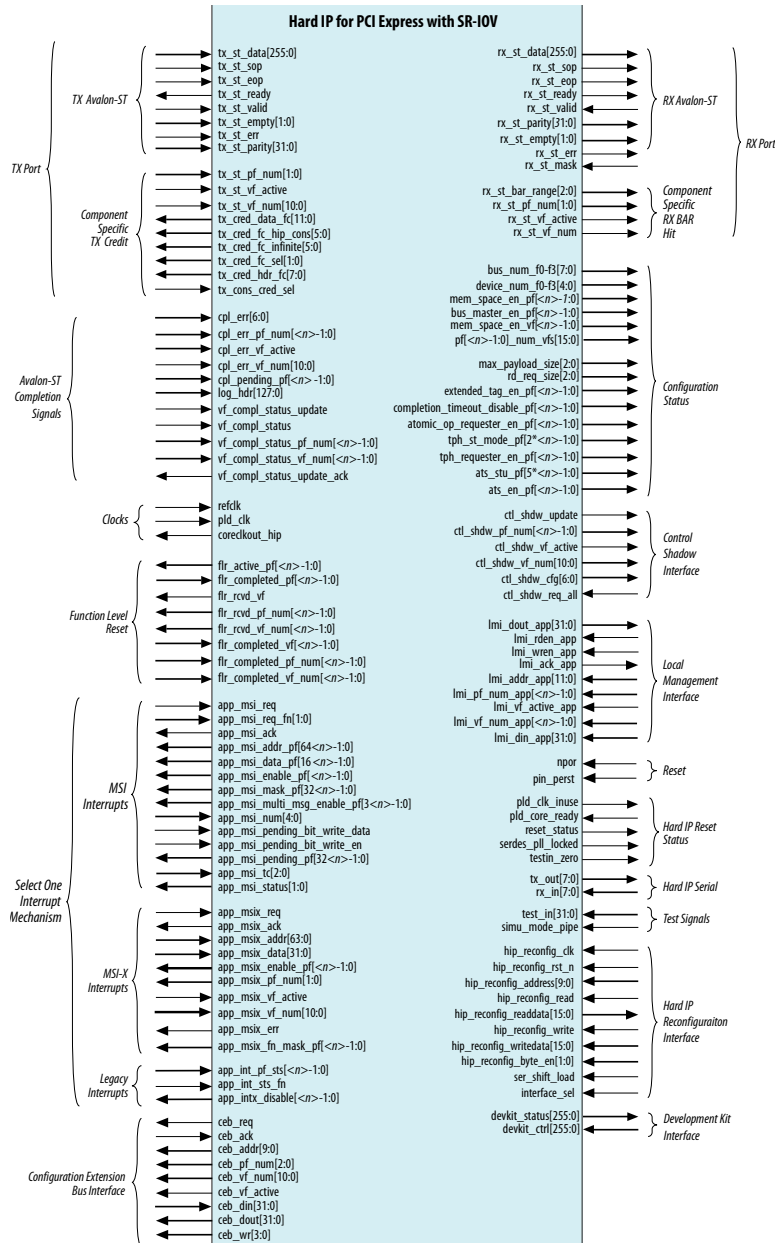 Hard IP for PCI Express with SR-IOV
TX Port
TX Avalon-ST
tx_st_data[255:0]
tx_st_sop
tx_st_eop
tx_st_ready
tx_st_valid
tx_st_empty[1:0]
tx_st_err
tx_st_parity[31:0]
Component
Specific
TX Credit
tx_st_pf_num[1:0]
tx_st_vf_active
tx_st_vf_num[10:0]
tx_cred_data_fc[11:0]
tx_cred_fc_hip_cons[5:0]
tx_cred_fc_infinite[5:0]
tx_cred_fc_sel[1:0]
tx_cred_hdr_fc[7:0]
tx_cons_cred_sel
Avalon-ST
Completion
Signals
cpl_err[6:0]
cpl_err_pf_num[<n>-1:0]
cpl_err_vf_active
cpl_err_vf_num[10:0]
cpl_pending_pf[<n>-1:0]
log_hdr[127:0]
vf_compl_status_update
vf_compl_status
vf_compl_status_pf_num[<n>-1:0]
vf_compl_status_vf_num[<n>-1:0]
vf_compl_status_update_ack
Clocks
refclk
pld_clk
coreclkout_hip
Function Level
Reset
flr_active_pf[<n>-1:0]
flr_completed_pf[<n>-1:0]
flr_rcvd_vf
flr_rcvd_pf_num[<n>-1:0]
flr_rcvd_vf_num[<n>-1:0]
flr_completed_vf[<n>-1:0]
flr_completed_pf_num[<n>-1:0]
flr_completed_vf_num[<n>-1:0]
Select One
Interrupt
Mechanism
MSI
Interrupts
app_msi_req
app_msi_req_fn[1:0]
app_msi_ack
app_msi_addr_pf[64<n>-1:0]
app_msi_data_pf[16<n>-1:0]
app_msi_enable_pf[<n>-1:0]
app_msi_mask_pf[32<n>-1:0]
app_msi_multi_msg_enable_pf[3<n>-1:0]
app_msi_num[4:0]
app_msi_pending_bit_write_data
app_msi_pending_bit_write_en
app_msi_pending_pf[32<n>-1:0]
app_msi_tc[2:0]
app_msi_status[1:0]
MSI-X
Interrupts
app_msix_req
app_msix_ack
app_msix_addr[63:0]
app_msix_data[31:0]
app_msix_enable_pf[<n>-1:0]
app_msix_pf_num[1:0]
app_msix_vf_active
app_msix_vf_num[10:0]
app_msix_err
app_msix_fn_mask_pf[<n>-1:0]
Legacy
Interrupts
app_int_pf_sts[<n>-1:0]
app_int_sts_fn
app_intx_disable[<n>-1:0]
Configuration Extension
Bus Interface
ceb_req
ceb_ack
ceb_addr[9:0]
ceb_pf_num[2:0]
ceb_vf_num[10:0]
ceb_vf_active
ceb_din[31:0]
ceb_dout[31:0]
ceb_wr[3:0]
rx_st_data[255:0]
rx_st_sop
rx_st_eop
rx_st_ready
rx_st_valid
rx_st_parity[31:0]
rx_st_empty[1:0]
rx_st_err
rx_st_mask
RX Avalon-ST
RX Port
rx_st_bar_range[2:0]
rx_st_pf_num[1:0]
rx_st_vf_active
rx_st_vf_num
Component
Specific
RX BAR
Hit
bus_num_f0-f3[7:0]
device_num_f0-f3[4:0]
mem_space_en_pf[<n>-1:0]
bus_master_en_pf[<n>-1:0]
mem_space_en_vf[<n>-1:0]
pf[<n>-1:0]_num_vfs[15:0]
max_payload_size[2:0]
rd_req_size[2:0]
extended_tag_en_pf[<n>-1:0]
completion_timeout_disable_pf[<n>-1:0]
atomic_op_requester_en_pf[<n>-1:0]
tph_st_mode_pf[2*<n>-1:0]
tph_requester_en_pf[<n>-1:0]
ats_stu_pf[5*<n>-1:0]
ats_en_pf[<n>-1:0]
Configuration
Status
ctl_shdw_update
ctl_shdw_pf_num[<n>-1:0]
ctl_shdw_vf_active
ctl_shdw_vf_num[10:0]
ctl_shdw_cfg[6:0]
ctl_shdw_req_all
Control
Shadow
Interface
lmi_dout_app[31:0]
lmi_rden_app
lmi_wren_app
lmi_ack_app
lmi_addr_app[11:0]
lmi_pf_num_app[<n>-1:0]
lmi_vf_active_app
lmi_vf_num_app[<n>-1:0]
lmi_din_app[31:0]
Local
Management
Interface
npor
pin_perst
Reset
pld_clk_inuse
pld_core_ready
reset_status
serdes_pll_locked
testin_zero
Hard IP Reset
Status
tx_out[7:0]
rx_in[7:0]
Hard IP Serial
test_in[31:0]
simu_mode_pipe
Test Signals
hip_reconfig_clk
hip_reconfig_rst_n
hip_reconfig_address[9:0]
hip_reconfig_read
hip_reconfig_readdata[15:0]
hip_reconfig_write
hip_reconfig_writedata[15:0]
hip_reconfig_byte_en[1:0]
ser_shift_load
interface_sel
Hard IP
Reconfiguraiton
Interface
devkit_status[255:0]
devkit_ctrl[255:0]
Development Kit
Interface